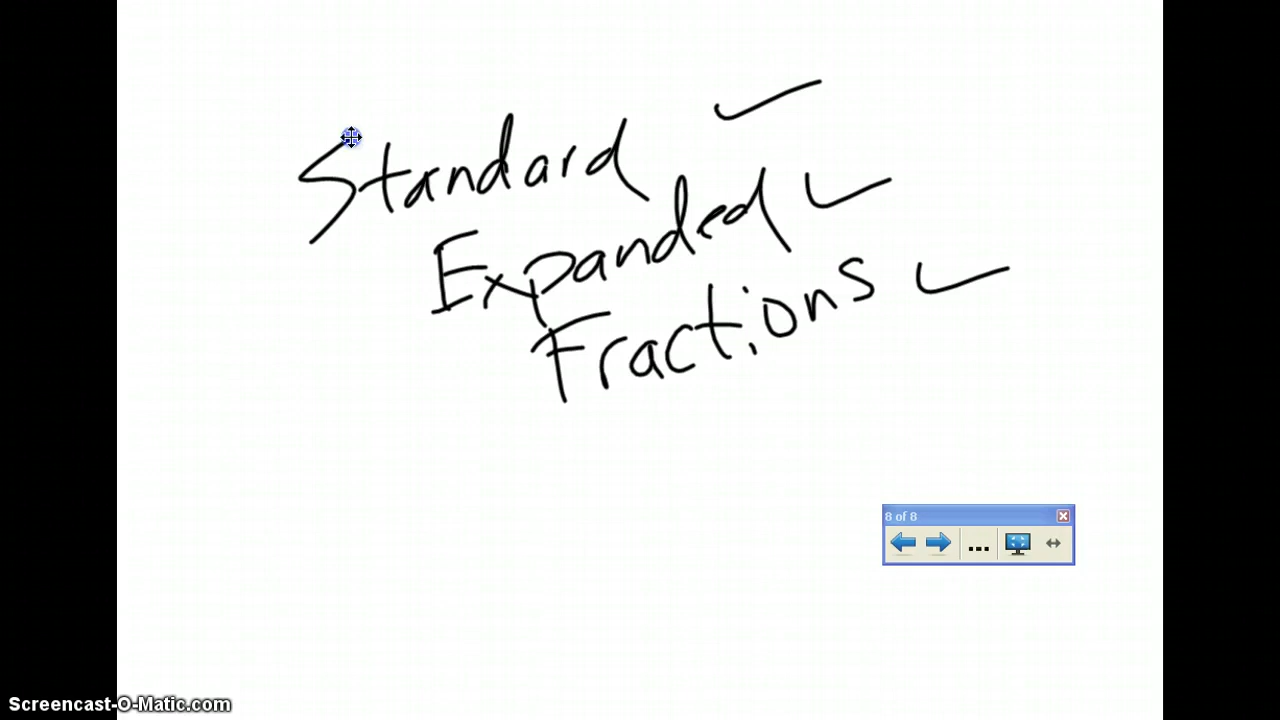 Standard ✓
Expanded ✓
Fractions ✓
8 of 8
...
Screencast-O-Matic.com